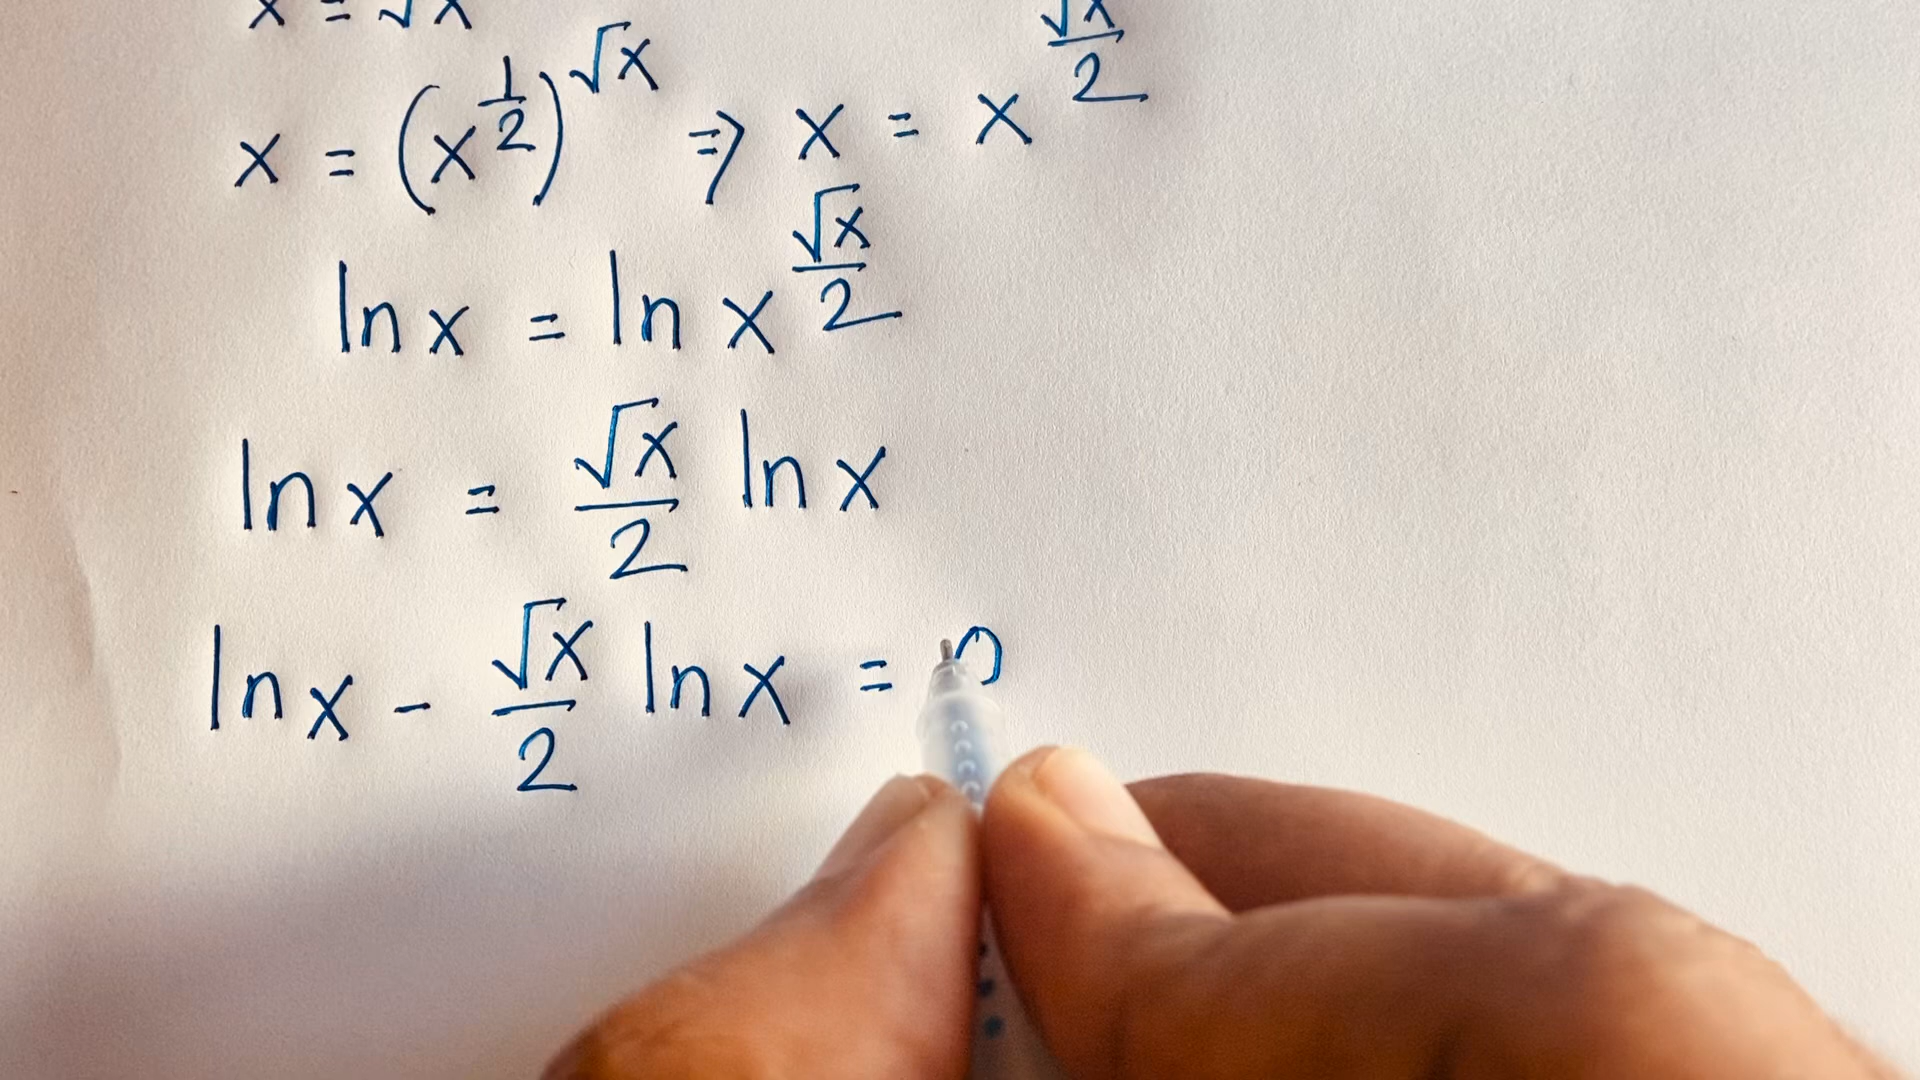 x = √x
x = (x^(1/2))^(√x) ⇒ x = x^(√x/2)
ln x = ln x^(√x/2)
ln x = √x/2 ln x
ln x - √x/2 ln x = 0